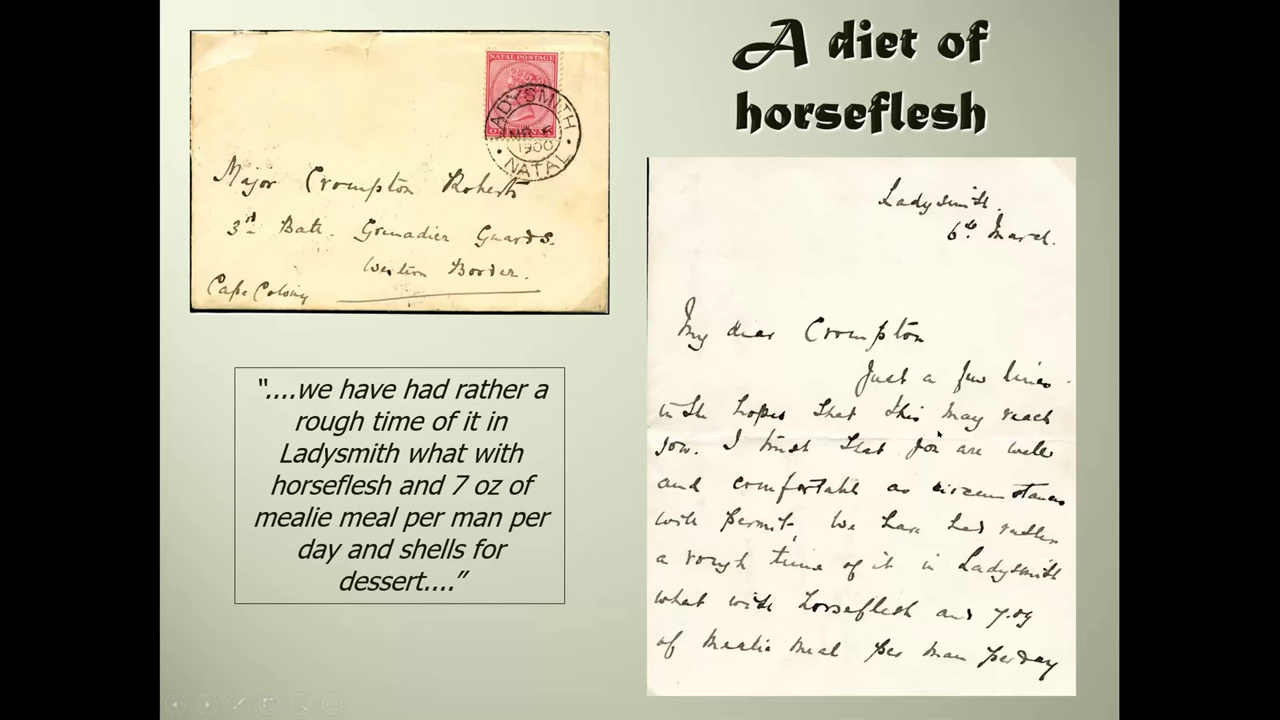 A diet of
horseflesh
NATAL POSTAGE
LADYSMITH
MR 5
1900
NATAL
Major Crompton Roberts
3rd Batt. Grenadier Guards.
Western Border.
Cape Colony
"....we have had rather a
rough time of it in
Ladysmith what with
horseflesh and 7 oz of
mealie meal per man per
day and shells for
dessert...."
Ladysmith.
6th March.
My dear Crompton
Just a few lines
in the hopes that this may reach
you. I trust that you are well
and comfortable as circumstances
will permit, We have had rather
a rough time of it in Ladysmith
what with horseflesh and 7.oz
of mealie meal per man per day